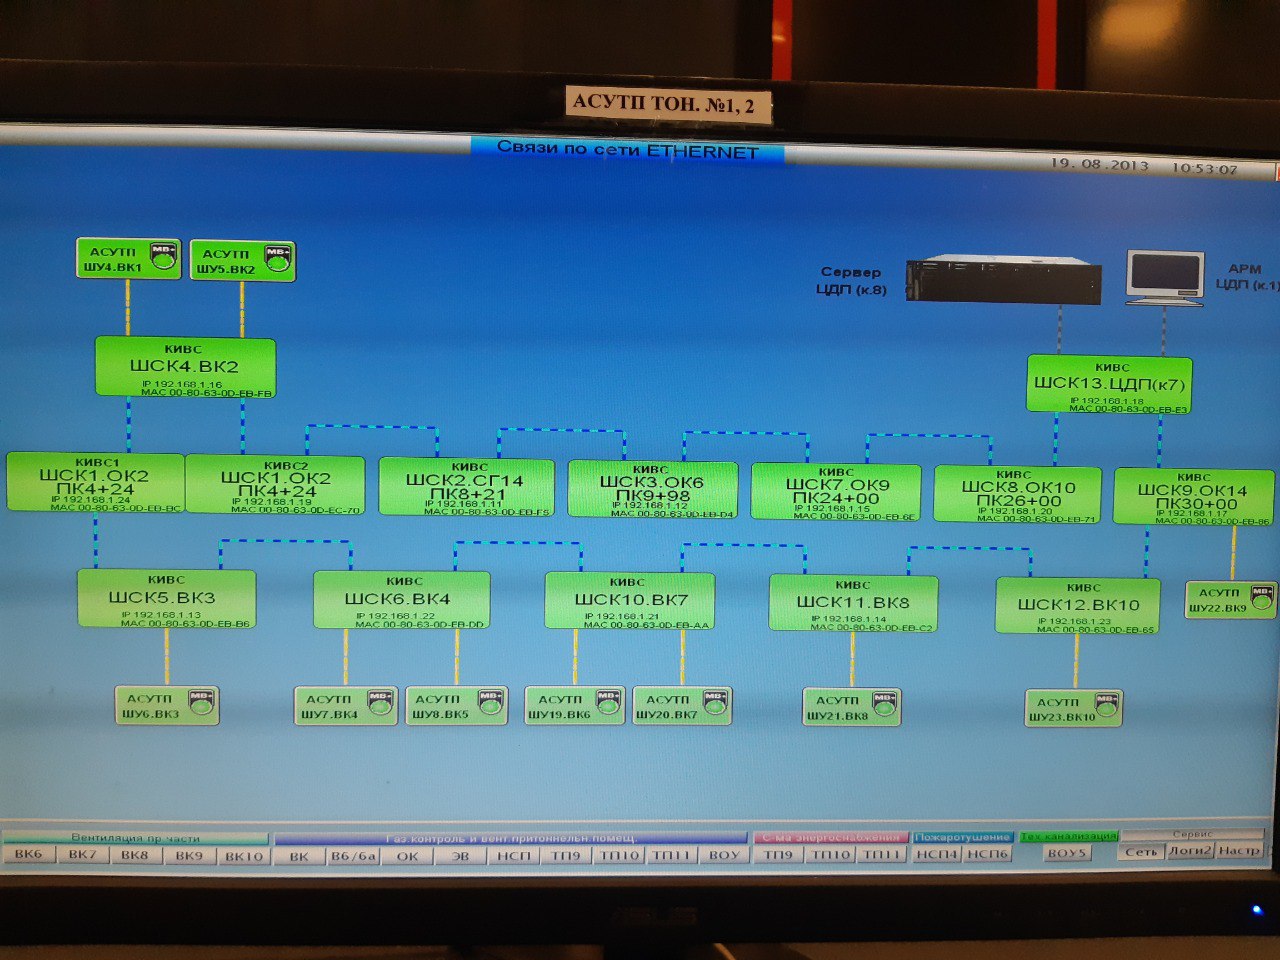 АСУТП ТОН. №1, 2
Связи по сети ETHERNET
19.08.2013 10:53:07
АСУТП
ШУ4.ВК1
МВ+
АСУТП
ШУ5.ВК2
МВ+
Сервер
ЦДП (к.8)
АРМ
ЦДП (к.1)
КИВС
ШСК4.ВК2
IP 192.168.1.16
MAC 00-80-63-0D-EB-FB
КИВС
ШСК13.ЦДП(к7)
IP 192.168.1.18
MAC 00-80-63-0D-EB-E3
КИВС1
ШСК1.ОК2
ПК4+24
IP 192.168.1.24
MAC 00-80-63-0D-EB-BC
КИВС2
ШСК1.ОК2
ПК4+24
IP 192.168.1.19
MAC 00-80-63-0D-EC-70
КИВС
ШСК2.СГ14
ПК8+21
IP 192.168.1.11
MAC 00-80-63-0D-EB-F5
КИВС
ШСК3.ОК6
ПК9+98
IP 192.168.1.12
MAC 00-80-63-0D-EB-D4
КИВС
ШСК7.ОК9
ПК24+00
IP 192.168.1.15
MAC 00-80-63-0D-EB-6E
КИВС
ШСК8.ОК10
ПК26+00
IP 192.168.1.20
MAC 00-80-63-0D-EB-71
КИВС
ШСК9.ОК14
ПК30+00
IP 192.168.1.17
MAC 00-80-63-0D-EB-86
КИВС
ШСК5.ВК3
IP 192.168.1.13
MAC 00-80-63-0D-EB-B6
КИВС
ШСК6.ВК4
IP 192.168.1.22
MAC 00-80-63-0D-EB-DD
КИВС
ШСК10.ВК7
IP 192.168.1.21
MAC 00-80-63-0D-EB-AA
КИВС
ШСК11.ВК8
IP 192.168.1.14
MAC 00-80-63-0D-EB-C2
КИВС
ШСК12.ВК10
IP 192.168.1.23
MAC 00-80-63-0D-EB-65
АСУТП
ШУ22.ВК9
МВ+
АСУТП
ШУ6.ВК3
МВ+
АСУТП
ШУ7.ВК4
МВ+
АСУТП
ШУ8.ВК5
МВ+
АСУТП
ШУ19.ВК6
МВ+
АСУТП
ШУ20.ВК7
МВ+
АСУТП
ШУ21.ВК8
МВ+
АСУТП
ШУ23.ВК10
МВ+
Вентиляция пр части
Газ.контроль и вент.притоннельн помещ.
С-ма энергоснабжения
Пожаротушение
Тех.канализация
Сервис
ВК6 ВК7 ВК8 ВК9 ВК10 ВК В6/6а ОК ЭВ НСП ТП9 ТП10 ТП11 ВОУ ТП9 ТП10 ТП11 НСП4 НСП6 ВОУ5 Сеть Логи2 Настр
ASUS